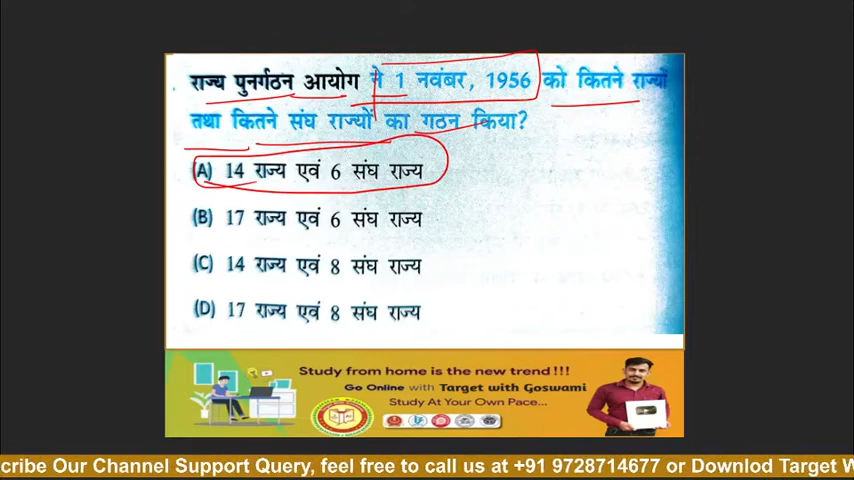 राज्य पुनर्गठन आयोग ने 1 नवंबर, 1956 को कितने राज्यों
तथा कितने संघ राज्यों का गठन किया?
(A) 14 राज्य एवं 6 संघ राज्य
(B) 17 राज्य एवं 6 संघ राज्य
(C) 14 राज्य एवं 8 संघ राज्य
(D) 17 राज्य एवं 8 संघ राज्य
Study from home is the new trend !!!
Go Online with Target with Goswami
Study At Your Own Pace...
cribe Our Channel Support Query, feel free to call us at +91 9728714677 or Downlod Target W